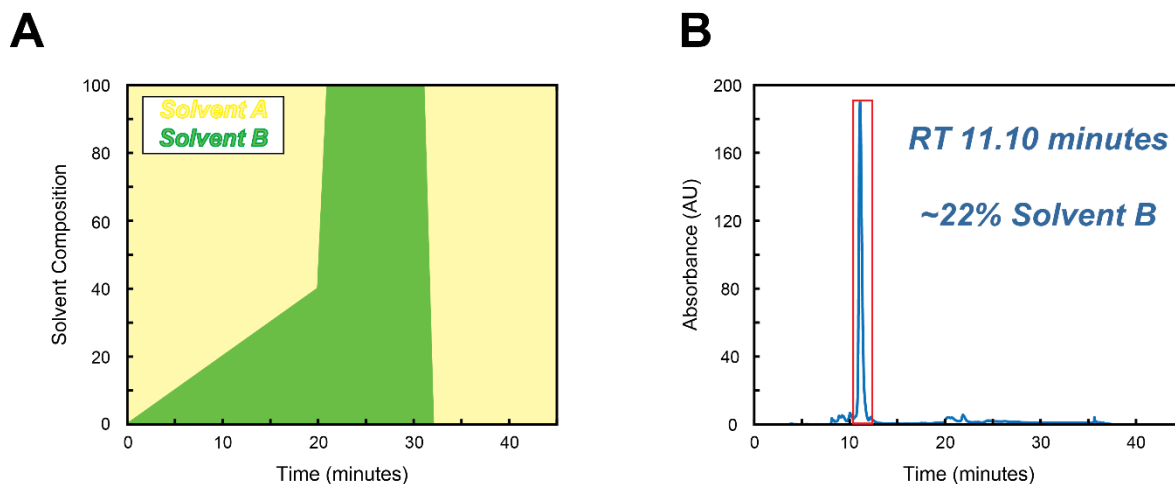 A
Solvent Composition
100
80
60
40
20
0
Solvent A
Solvent B
0
10
20
30
40
Time (minutes)
B
Absorbance (AU)
200
160
120
80
40
0
RT 11.10 minutes
~22% Solvent B
0
10
20
30
40
Time (minutes)